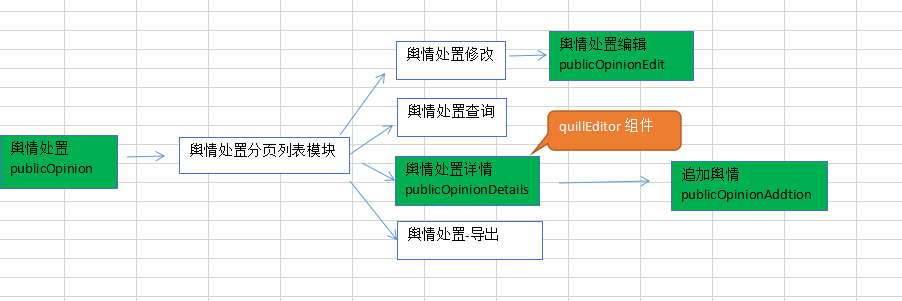 舆情处置
publicOpinion
舆情处置分页列表模块
舆情处置修改
舆情处置编辑
publicOpinionEdit
舆情处置查询
quillEditor 组件
舆情处置详情
publicOpinionDetails
追加舆情
publicOpinionAddtion
舆情处置-导出